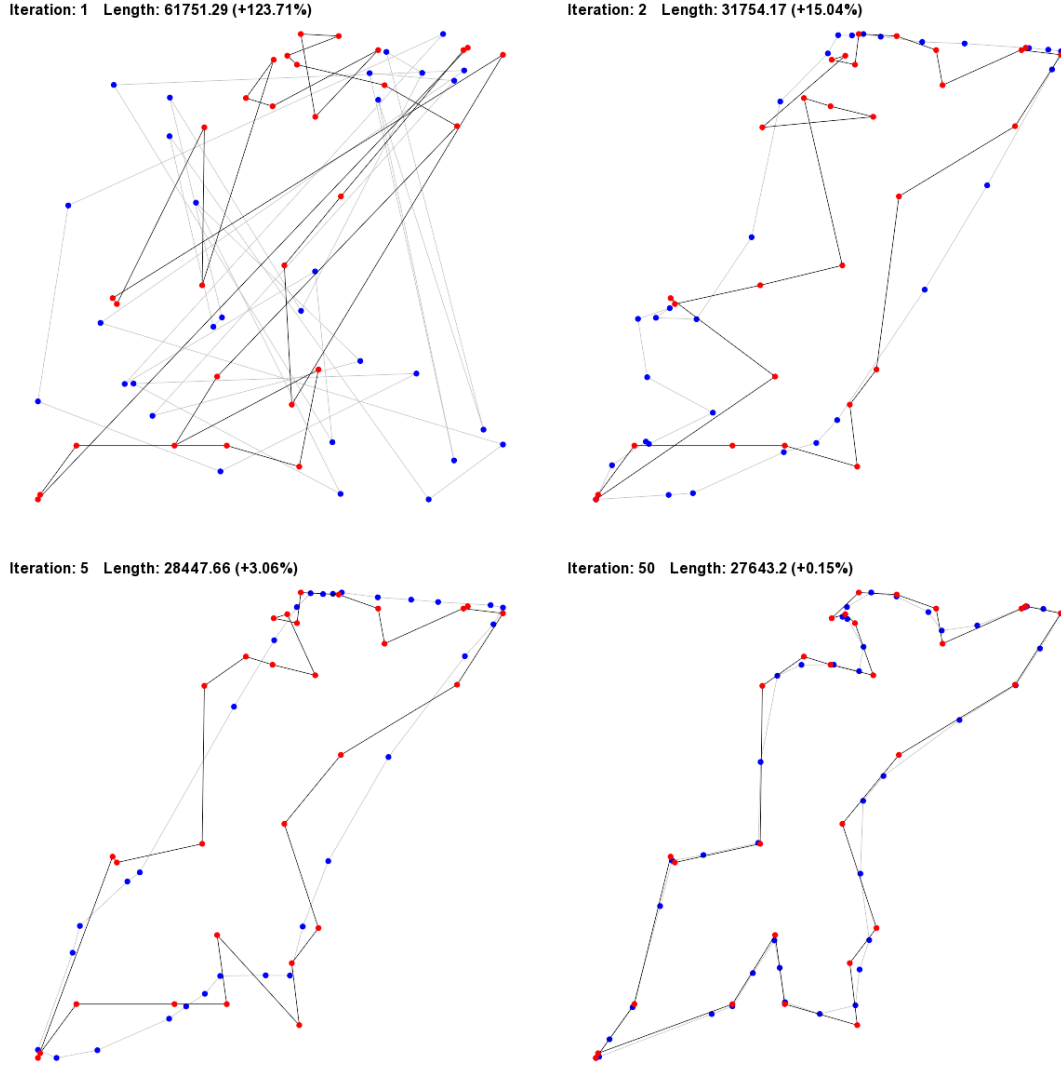 Iteration: 1 Length: 61751.29 (+123.71%)
Iteration: 2 Length: 31754.17 (+15.04%)
Iteration: 5 Length: 28447.66 (+3.06%)
Iteration: 50 Length: 27643.2 (+0.15%)